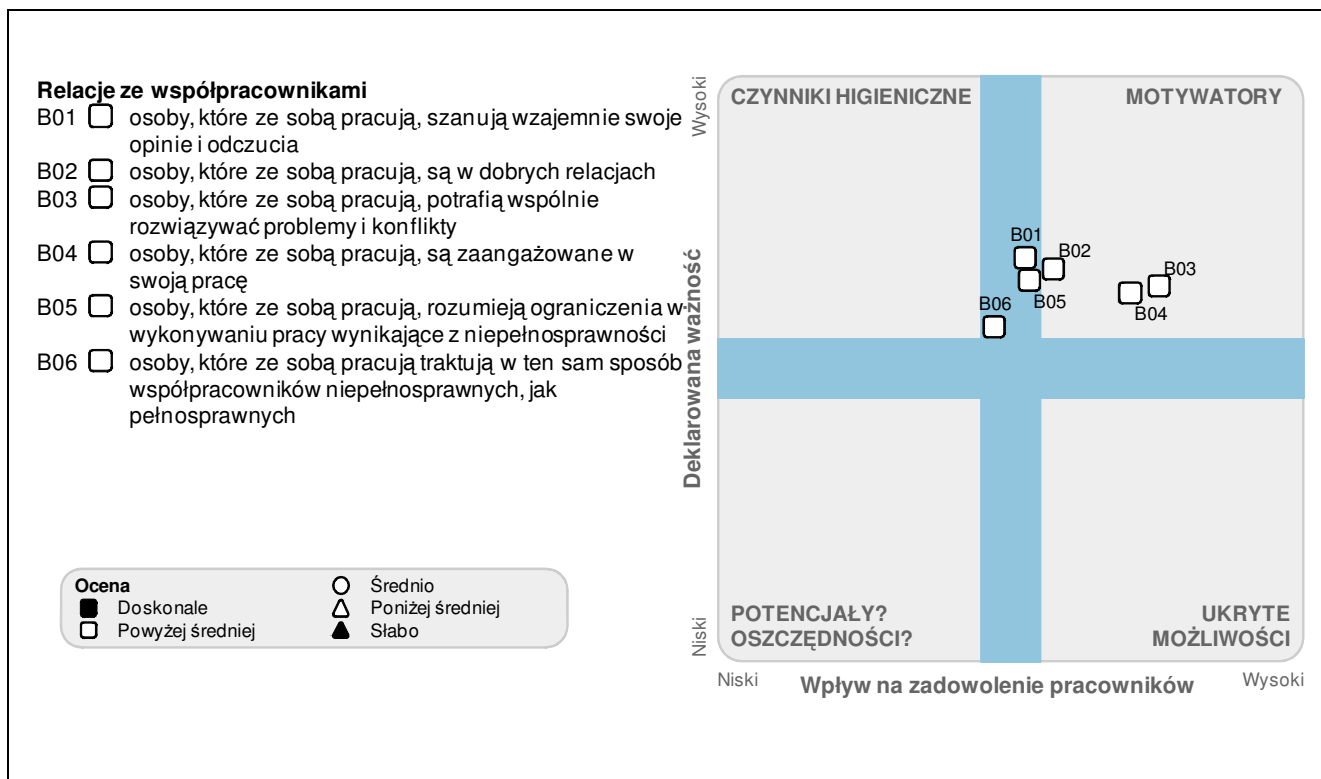 Relacje ze współpracownikami
B01 osoby, które ze sobą pracują, szanują wzajemnie swoje
opinie i odczucia
B02 osoby, które ze sobą pracują, są w dobrych relacjach
B03 osoby, które ze sobą pracują, potrafią wspólnie
rozwiązywać problemy i konflikty
B04 osoby, które ze sobą pracują, są zaangażowane w
swoją pracę
B05 osoby, które ze sobą pracują, rozumieją ograniczenia w
wykonywaniu pracy wynikające z niepełnosprawności
B06 osoby, które ze sobą pracują traktują w ten sam sposób
współpracowników niepełnosprawnych, jak
pełnosprawnych
Ocena
Doskonale
Powyżej średniej
Średnio
Poniżej średniej
Słabo
Wysoki
Deklarowana ważność
Niski
CZYNNIKI HIGIENICZNE
MOTYWATORY
B01
B02
B05
B06
B03
B04
POTENCJAŁY?
OSZCZĘDNOŚCI?
UKRYTE
MOŻLIWOŚCI
Niski
Wpływ na zadowolenie pracowników
Wysoki